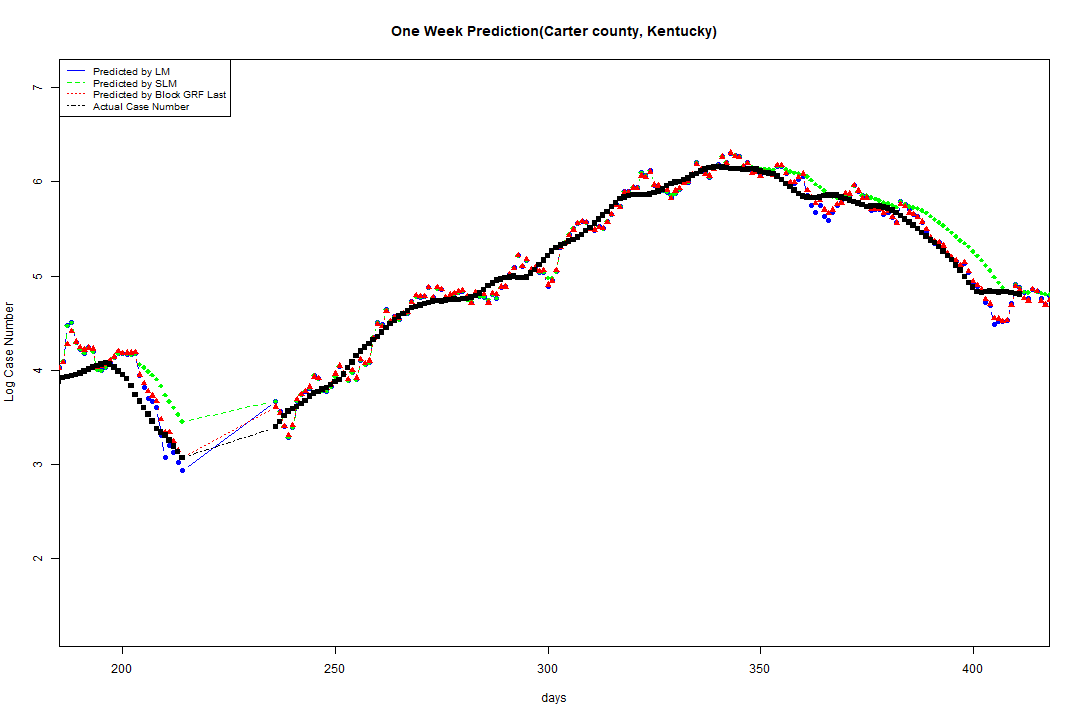 One Week Prediction(Carter county, Kentucky)
Predicted by LM
Predicted by SLM
Predicted by Block GRF Last
Actual Case Number
7
6
5
4
3
2
Log Case Number
200 250 300 350 400
days